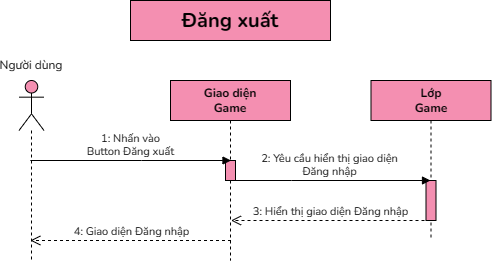 Đăng xuất
Người dùng
Giao diện
Game
Lớp
Game
1: Nhấn vào
Button Đăng xuất
2: Yêu cầu hiển thị giao diện
Đăng nhập
3: Hiển thị giao diện Đăng nhập
4: Giao diện Đăng nhập